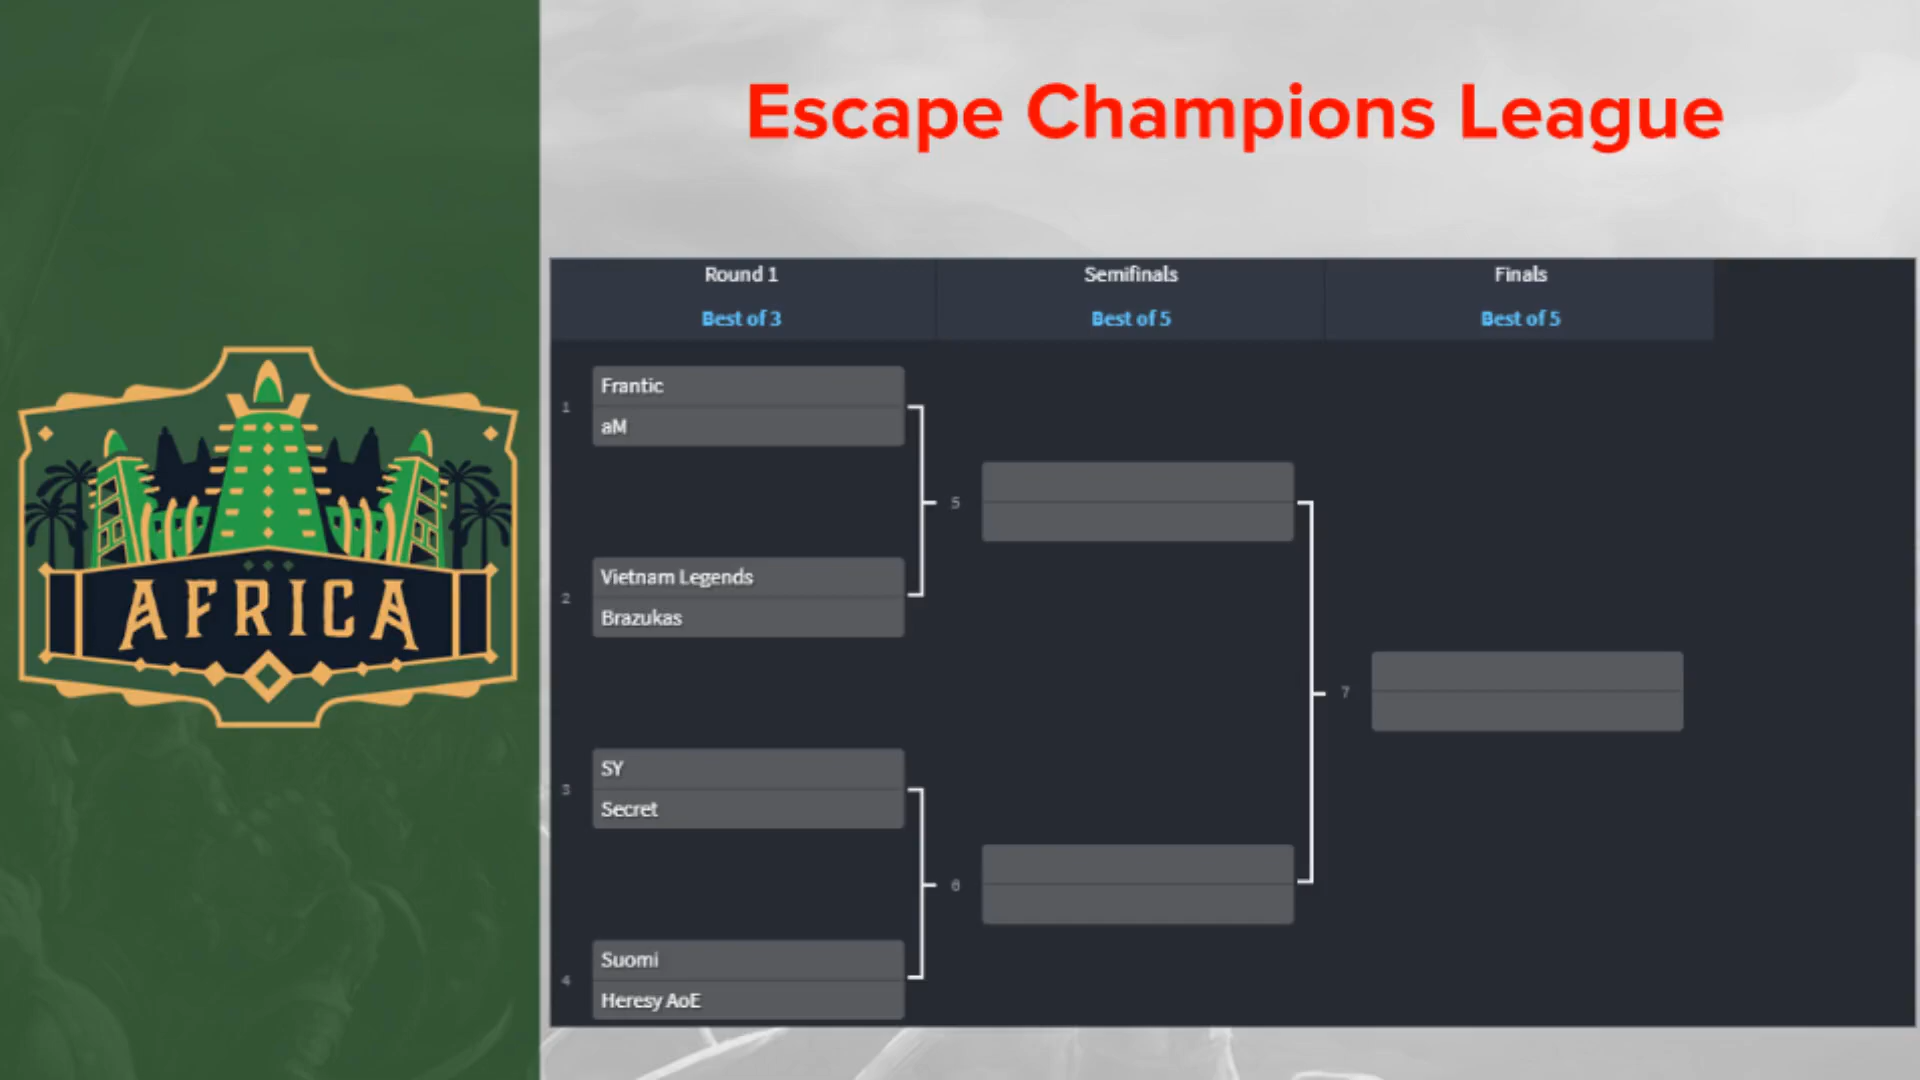 Escape Champions League
AFRICA
Round 1
Best of 3
Semifinals
Best of 5
Finals
Best of 5
1
Frantic
aM
2
Vietnam Legends
Brazukas
3
SY
Secret
4
Suomi
Heresy AoE
5
6
7